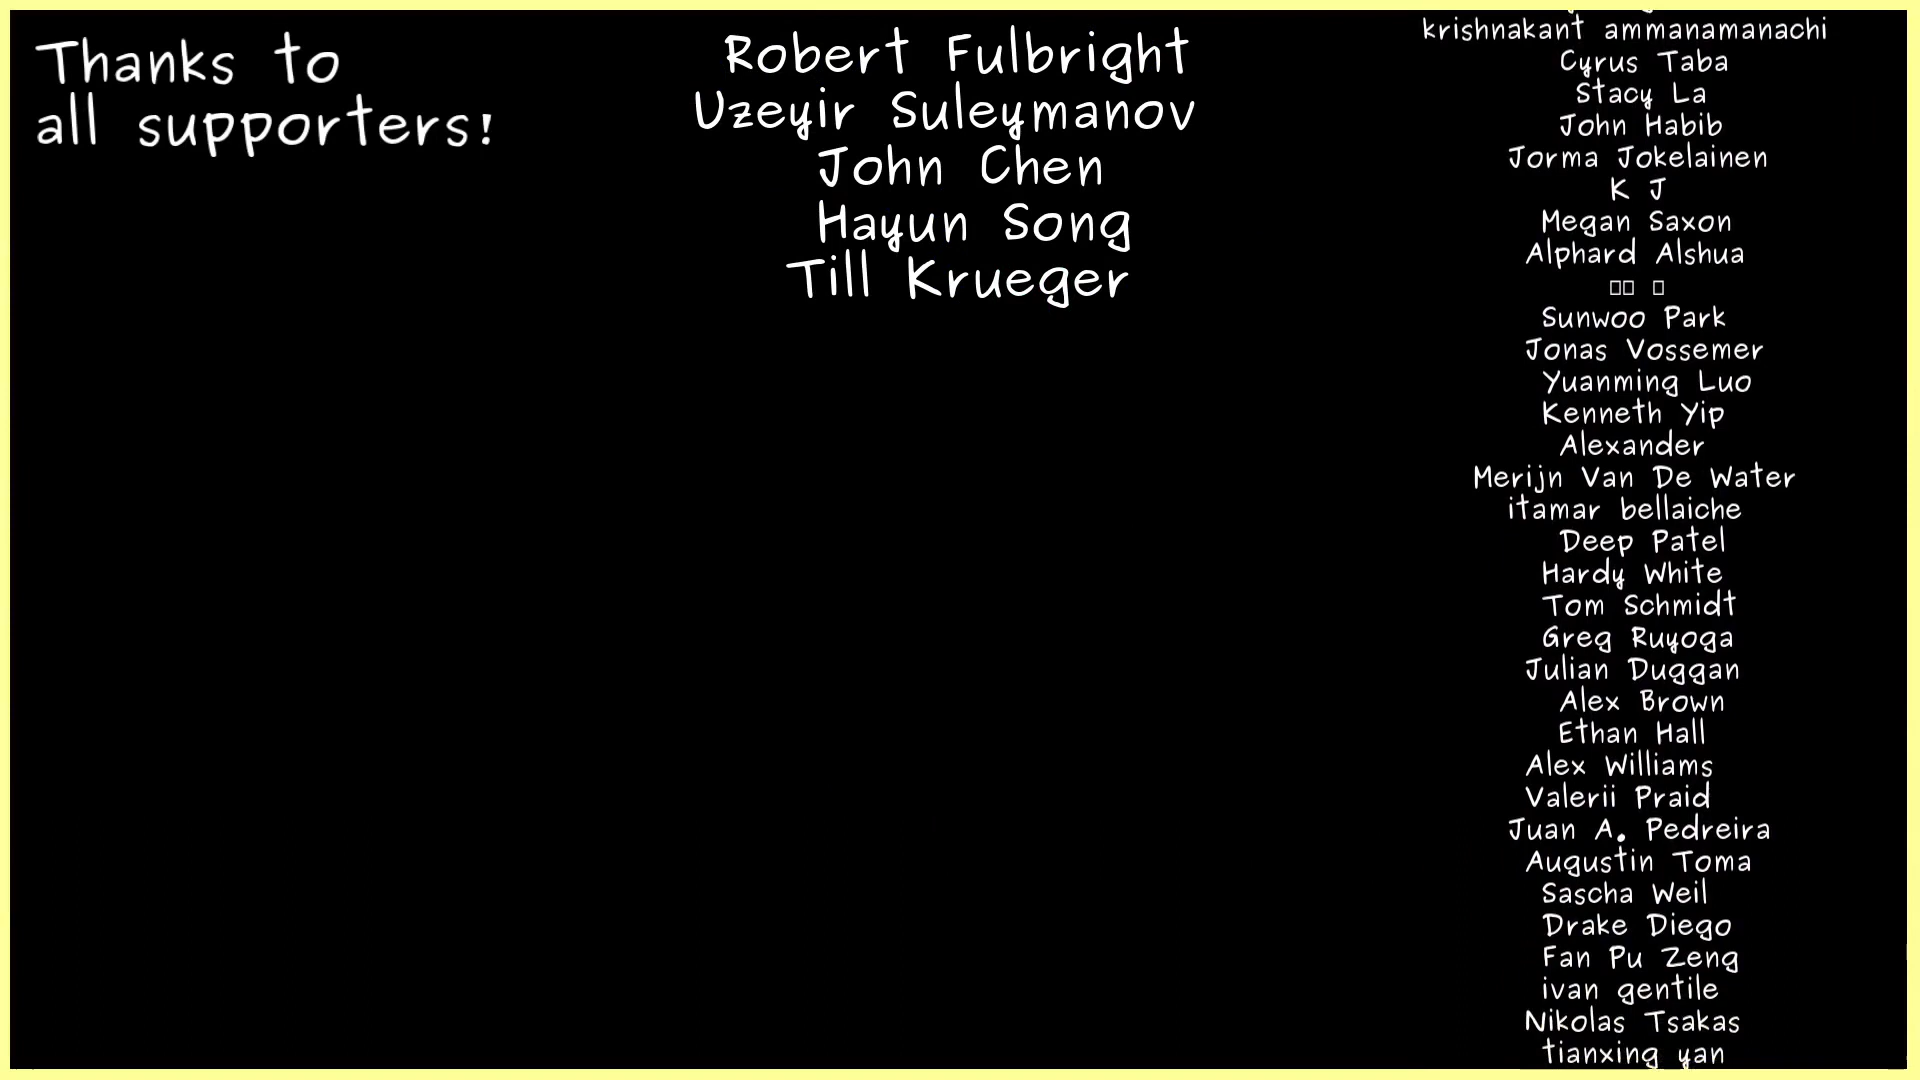 Thanks to
all supporters!
Robert Fulbright
Uzeyir Suleymanov
John Chen
Hayun Song
Till Krueger
krishnakant ammanamanachi
Cyrus Taba
Stacy La
John Habib
Jorma Jokelainen
K J
Megan Saxon
Alphard Alshua
Sunwoo Park
Jonas Vossemer
Yuanming Luo
Kenneth Yip
Alexander
Merijn Van De Water
itamar bellaiche
Deep Patel
Hardy White
Tom Schmidt
Greg Ruyoga
Julian Duggan
Alex Brown
Ethan Hall
Alex Williams
Valerii Praid
Juan A. Pedreira
Augustin Toma
Sascha Weil
Drake Diego
Fan Pu Zeng
ivan gentile
Nikolas Tsakas
tianxing yan